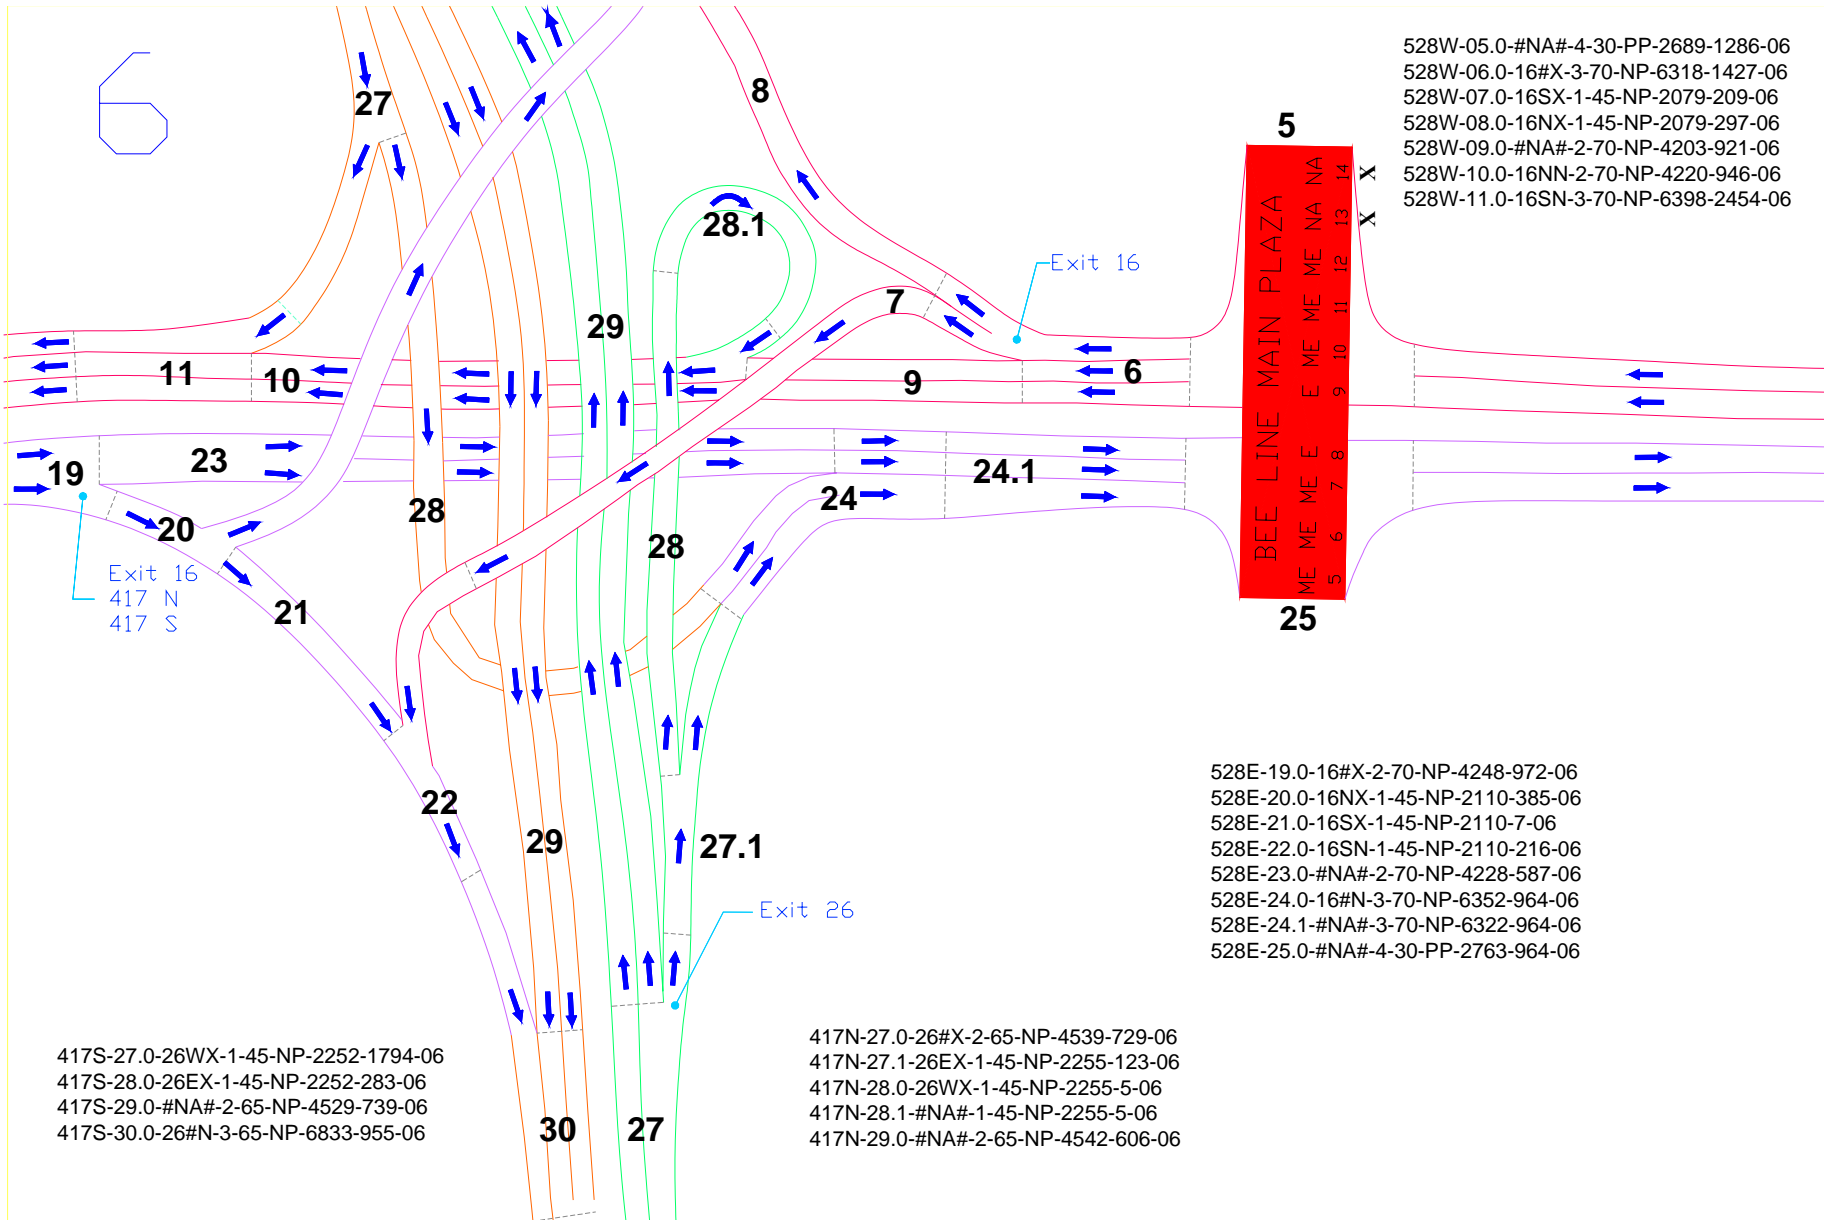 6
528W-05.0-#NA#-4-30-PP-2689-1286-06
528W-06.0-16#X-3-70-NP-6318-1427-06
528W-07.0-16SX-1-45-NP-2079-209-06
528W-08.0-16NX-1-45-NP-2079-297-06
528W-09.0-#NA#-2-70-NP-4203-921-06
528W-10.0-16NN-2-70-NP-4220-946-06
528W-11.0-16SN-3-70-NP-6398-2454-06
27
8
5
BEE LINE MAIN PLAZA
ME ME ME E E ME ME ME NA NA
5 6 7 8 9 10 11 12 13 14
X
X
25
28.1
Exit 16
7
29
11
10
9
6
19
23
20
28
24
24.1
28
Exit 16
417 N
417 S
21
22
29
27.1
Exit 26
30
27
528E-19.0-16#X-2-70-NP-4248-972-06
528E-20.0-16NX-1-45-NP-2110-385-06
528E-21.0-16SX-1-45-NP-2110-7-06
528E-22.0-16SN-1-45-NP-2110-216-06
528E-23.0-#NA#-2-70-NP-4228-587-06
528E-24.0-16#N-3-70-NP-6352-964-06
528E-24.1-#NA#-3-70-NP-6322-964-06
528E-25.0-#NA#-4-30-PP-2763-964-06
417S-27.0-26WX-1-45-NP-2252-1794-06
417S-28.0-26EX-1-45-NP-2252-283-06
417S-29.0-#NA#-2-65-NP-4529-739-06
417S-30.0-26#N-3-65-NP-6833-955-06
417N-27.0-26#X-2-65-NP-4539-729-06
417N-27.1-26EX-1-45-NP-2255-123-06
417N-28.0-26WX-1-45-NP-2255-5-06
417N-28.1-#NA#-1-45-NP-2255-5-06
417N-29.0-#NA#-2-65-NP-4542-606-06